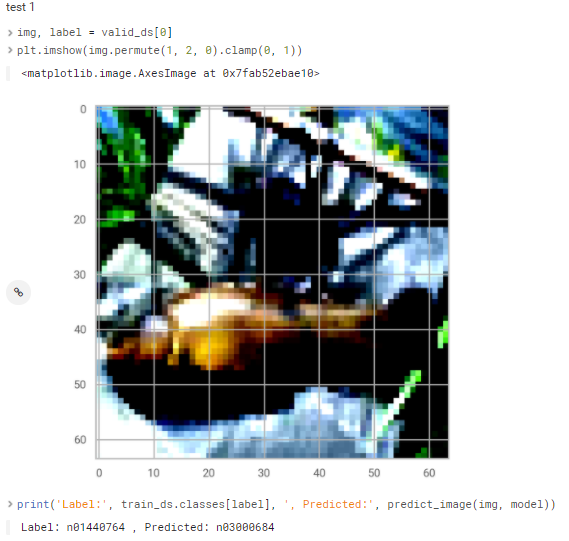 test 1
img, label = valid_ds[0]
plt.imshow(img.permute(1, 2, 0).clamp(0, 1))
<matplotlib.image.AxesImage at 0x7fab52ebae10>
0
10
20
30
40
50
60
0 10 20 30 40 50 60
print('Label:', train_ds.classes[label], ', Predicted:', predict_image(img, model))
Label: n01440764 , Predicted: n03000684